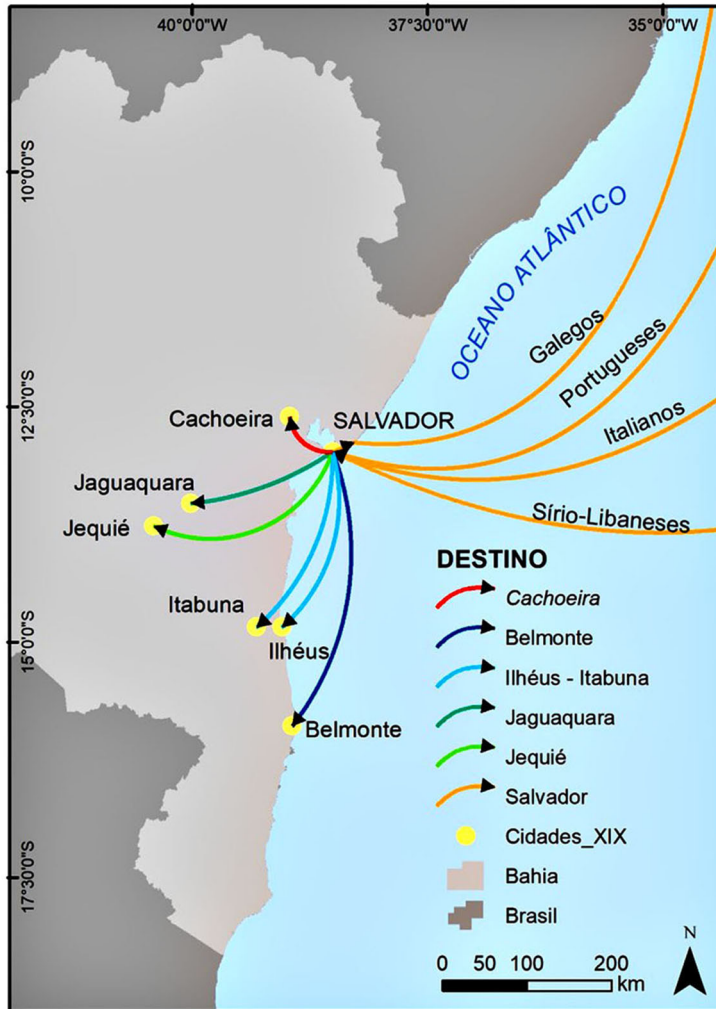 40°0'0"W
37°30'0"W
35°0'0"W
10°0'0"S
12°30'0"S
15°0'0"S
17°30'0"S
OCEANO ATLÂNTICO
Galegos
Portugueses
Italianos
Sírio-Libaneses
Cachoeira
SALVADOR
Jaguaquara
Jequié
Itabuna
Ilhéus
Belmonte
DESTINO
Cachoeira
Belmonte
Ilhéus - Itabuna
Jaguaquara
Jequié
Salvador
Cidades_XIX
Bahia
Brasil
N
0 50 100 200
km